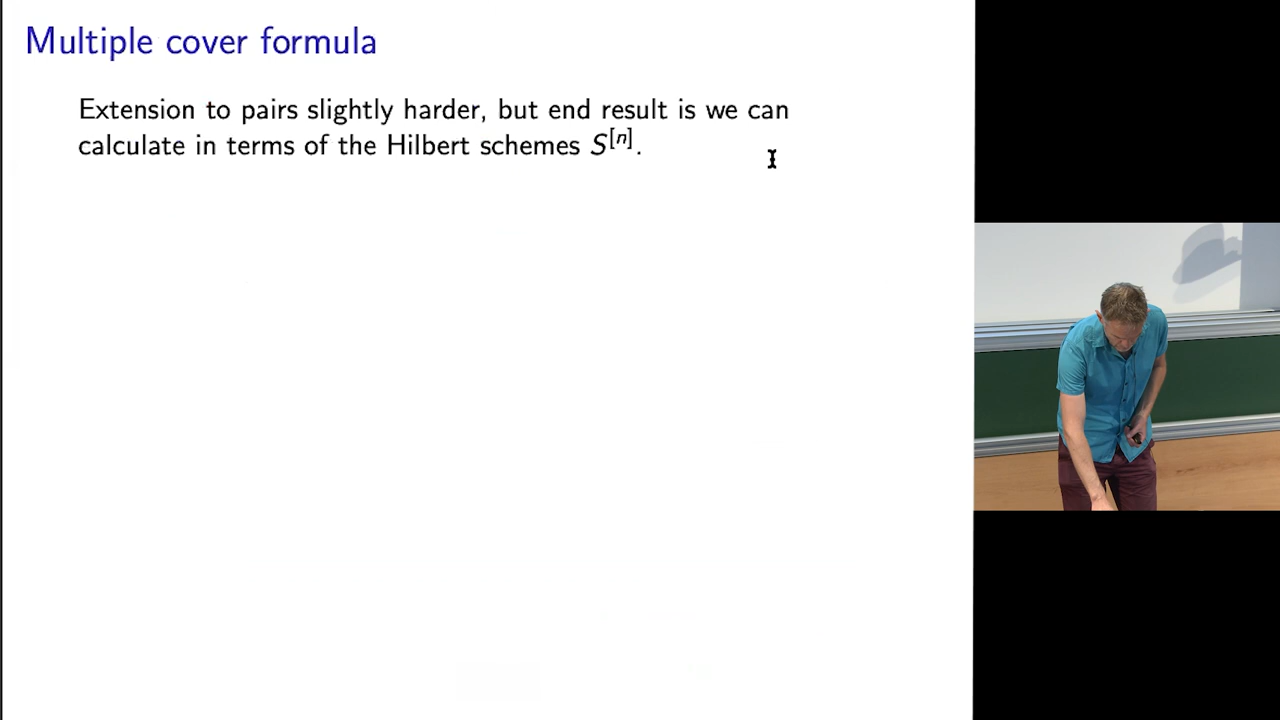 Multiple cover formula
Extension to pairs slightly harder, but end result is we can
calculate in terms of the Hilbert schemes S^{[n]}.